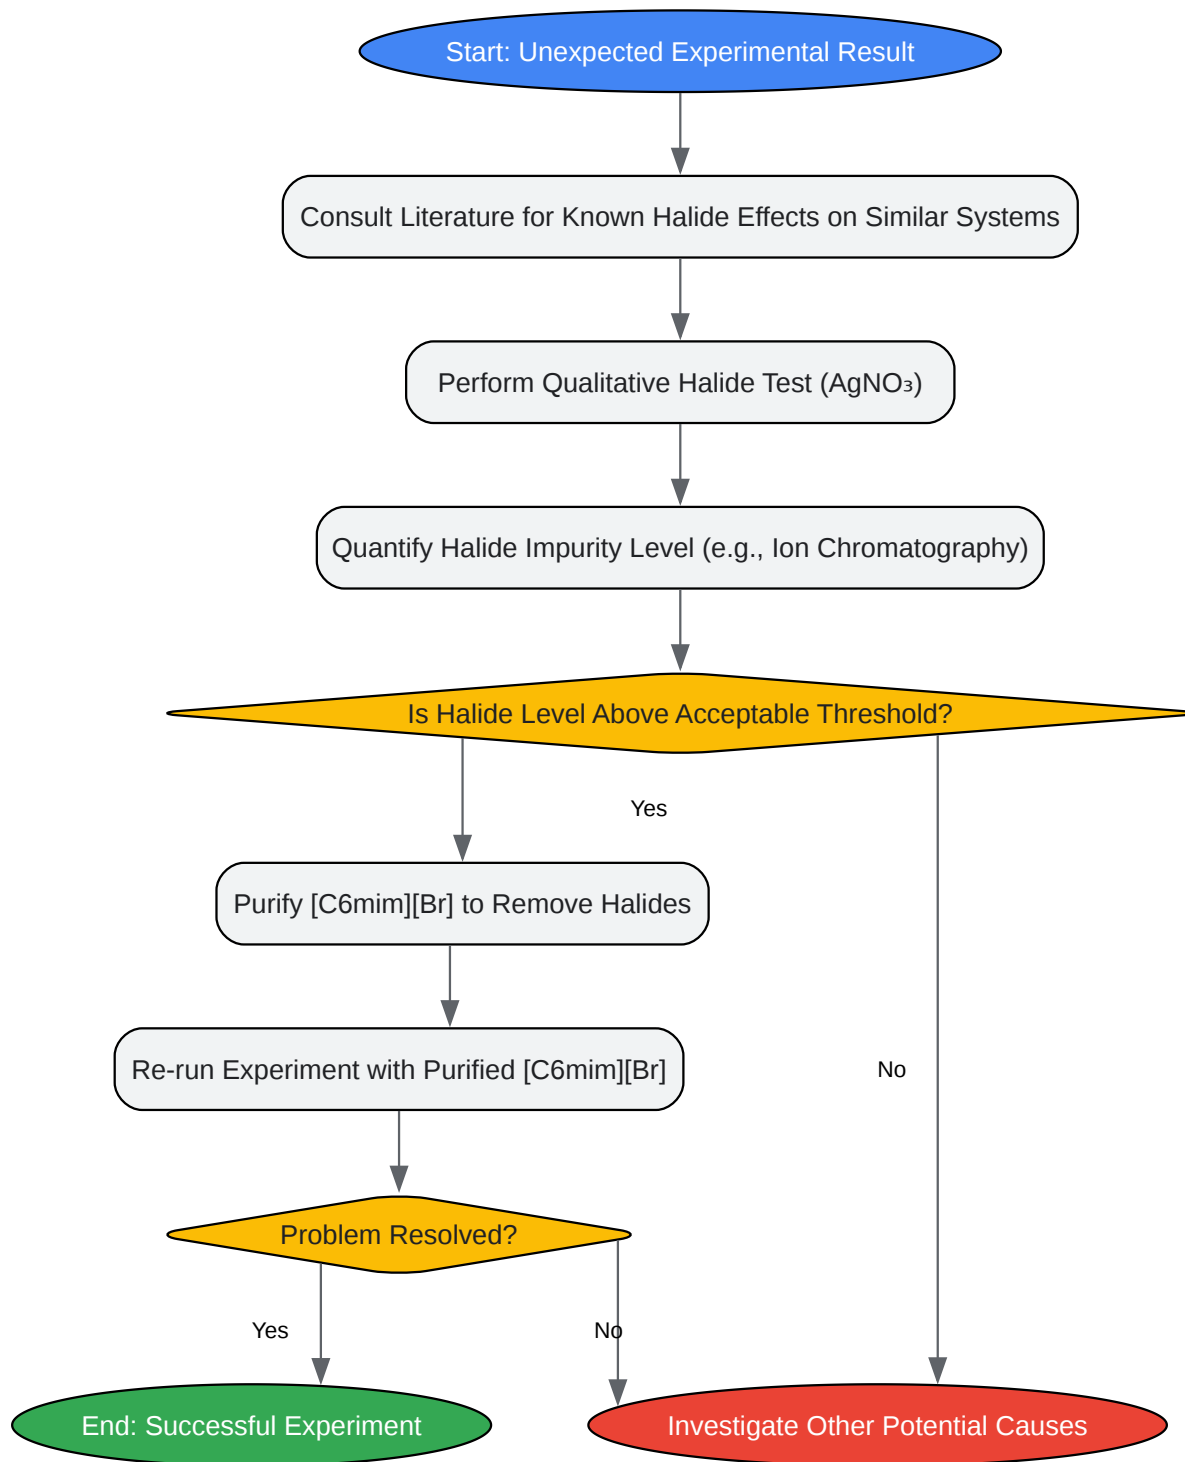 Start: Unexpected Experimental Result
Consult Literature for Known Halide Effects on Similar Systems
Perform Qualitative Halide Test (AgNO₃)
Quantify Halide Impurity Level (e.g., Ion Chromatography)
Is Halide Level Above Acceptable Threshold?
Yes
Purify [C6mim][Br] to Remove Halides
Re-run Experiment with Purified [C6mim][Br]
No
Problem Resolved?
Yes
No
End: Successful Experiment
Investigate Other Potential Causes